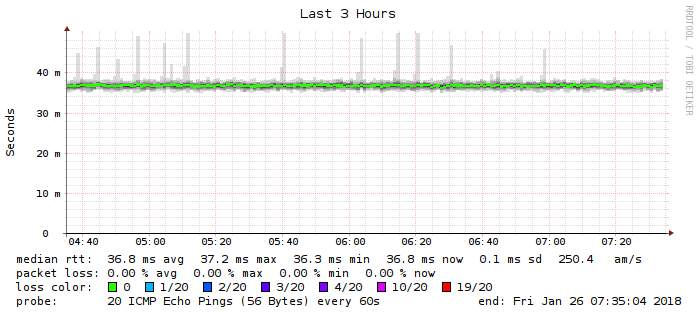 Last 3 Hours
RRDTOOL / TOBI OETIKER
Seconds
40 m
30 m
20 m
10 m
0
04:40 05:00 05:20 05:40 06:00 06:20 06:40 07:00 07:20
median rtt: 36.8 ms avg 37.2 ms max 36.3 ms min 36.8 ms now 0.1 ms sd 250.4 am/s
packet loss: 0.00 % avg 0.00 % max 0.00 % min 0.00 % now
loss color: 0 1/20 2/20 3/20 4/20 10/20 19/20
probe: 20 ICMP Echo Pings (56 Bytes) every 60s end: Fri Jan 26 07:35:04 2018